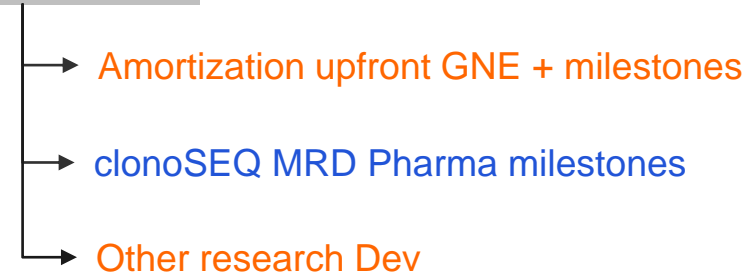 Amortization upfront GNE + milestones
clonoSEQ MRD Pharma milestones
Other research Dev